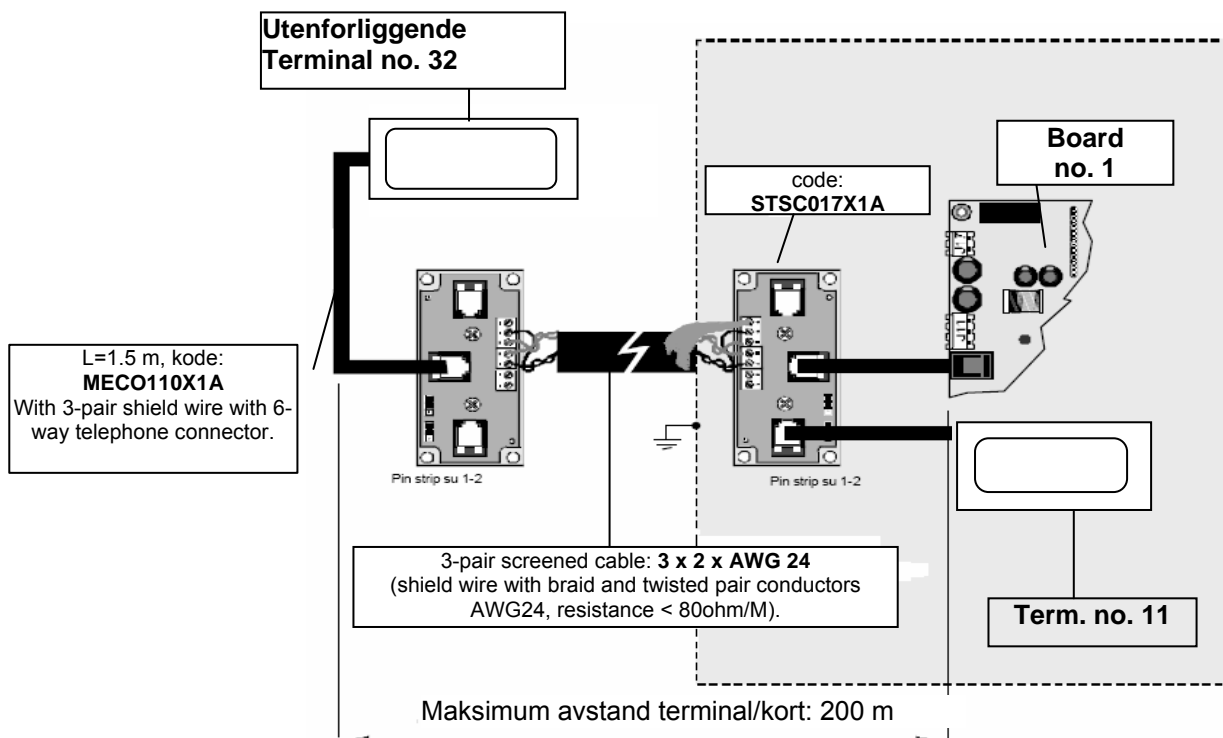 Utenforliggende
Terminal no. 32
Board
no. 1
code:
STSC017X1A
L=1.5 m, kode:
MECO110X1A
With 3-pair shield wire with 6-
way telephone connector.
Pin strip su 1-2
Pin strip su 1-2
3-pair screened cable: 3 x 2 x AWG 24
(shield wire with braid and twisted pair conductors
AWG24, resistance < 80ohm/M).
Term. no. 11
Maksimum avstand terminal/kort: 200 m